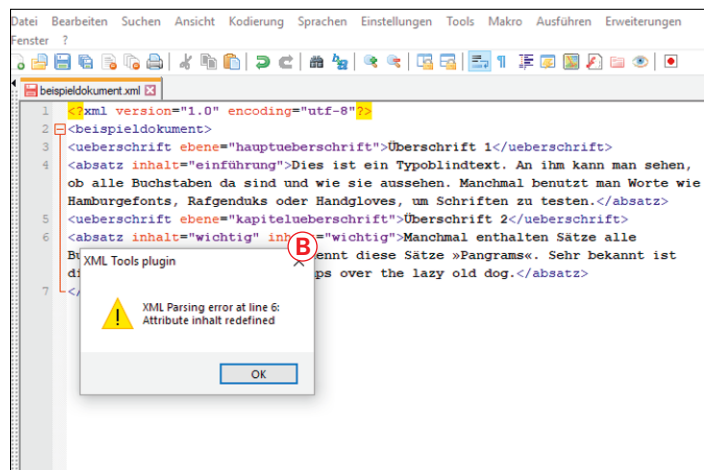 Datei Bearbeiten Suchen Ansicht Kodierung Sprachen Einstellungen Tools Makro Ausführen Erweiterungen
Fenster ?
beispieldokument.xml
1 <?xml version="1.0" encoding="utf-8"?>
2 <beispieldokument>
3 <ueberschrift ebene="hauptueberschrift">Überschrift 1</ueberschrift>
4 <absatz inhalt="einführung">Dies ist ein Typoblindtext. An ihm kann man sehen,
ob alle Buchstaben da sind und wie sie aussehen. Manchmal benutzt man Worte wie
Hamburgefonts, Rafgenduks oder Handgloves, um Schriften zu testen.</absatz>
5 <ueberschrift ebene="kapitelueberschrift">Überschrift 2</ueberschrift>
6 <absatz inhalt="wichtig" inh ="wichtig">Manchmal enthalten Sätze alle
B
Bu ennt diese Sätze »Pangrams«. Sehr bekannt ist
di ps over the lazy old dog.</absatz>
7 </
XML Tools plugin
XML Parsing error at line 6:
Attribute inhalt redefined
OK